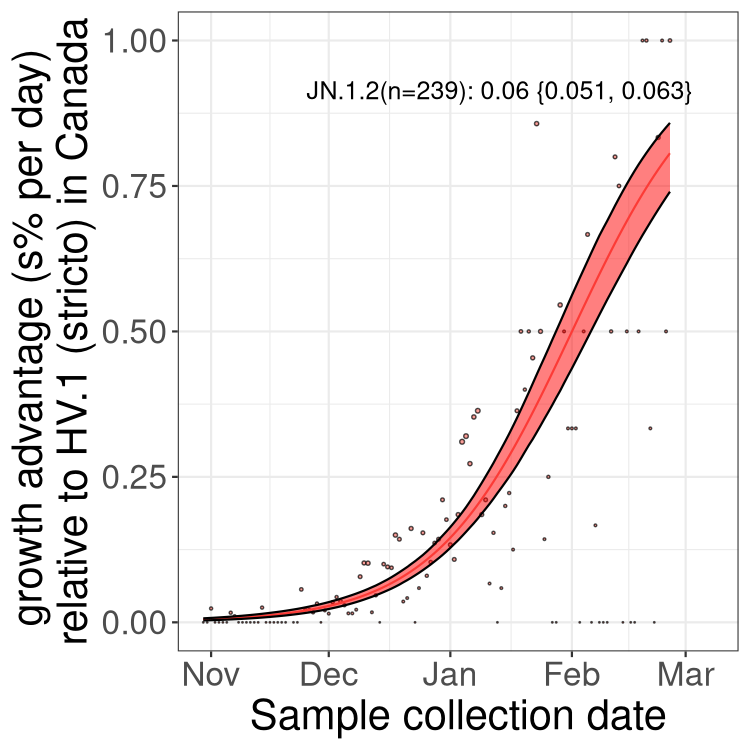 growth advantage (s% per day)
relative to HV.1 (stricto) in Canada
1.00
0.75
0.50
0.25
0.00
JN.1.2(n=239): 0.06 {0.051, 0.063}
Nov Dec Jan Feb Mar
Sample collection date